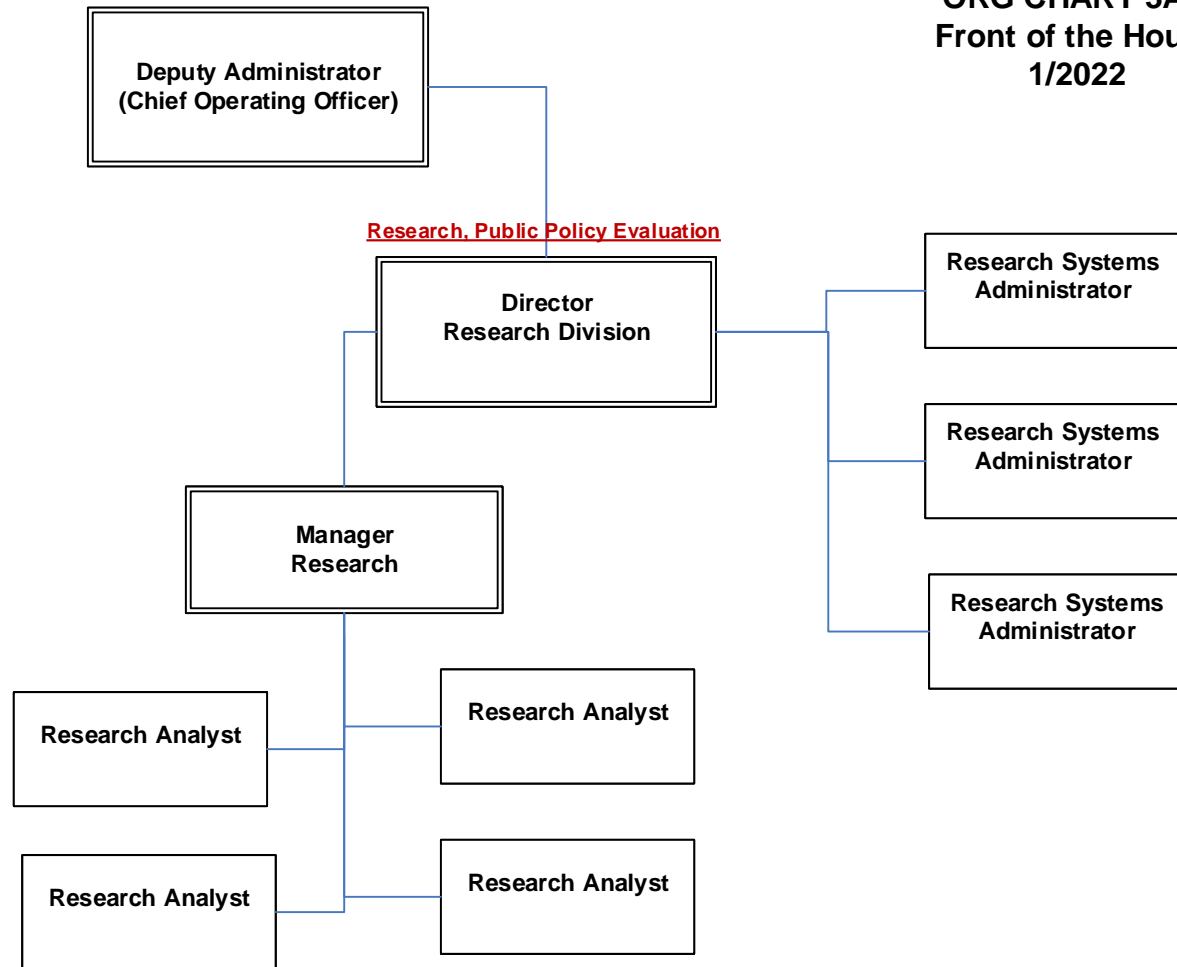 Front of the
1/2022
Deputy Administrator
(Chief Operating Officer)
Research, Public Policy Evaluation
Director
Research Division
Research Systems
Administrator
Research Systems
Administrator
Research Systems
Administrator
Manager
Research
Research Analyst
Research Analyst
Research Analyst
Research Analyst